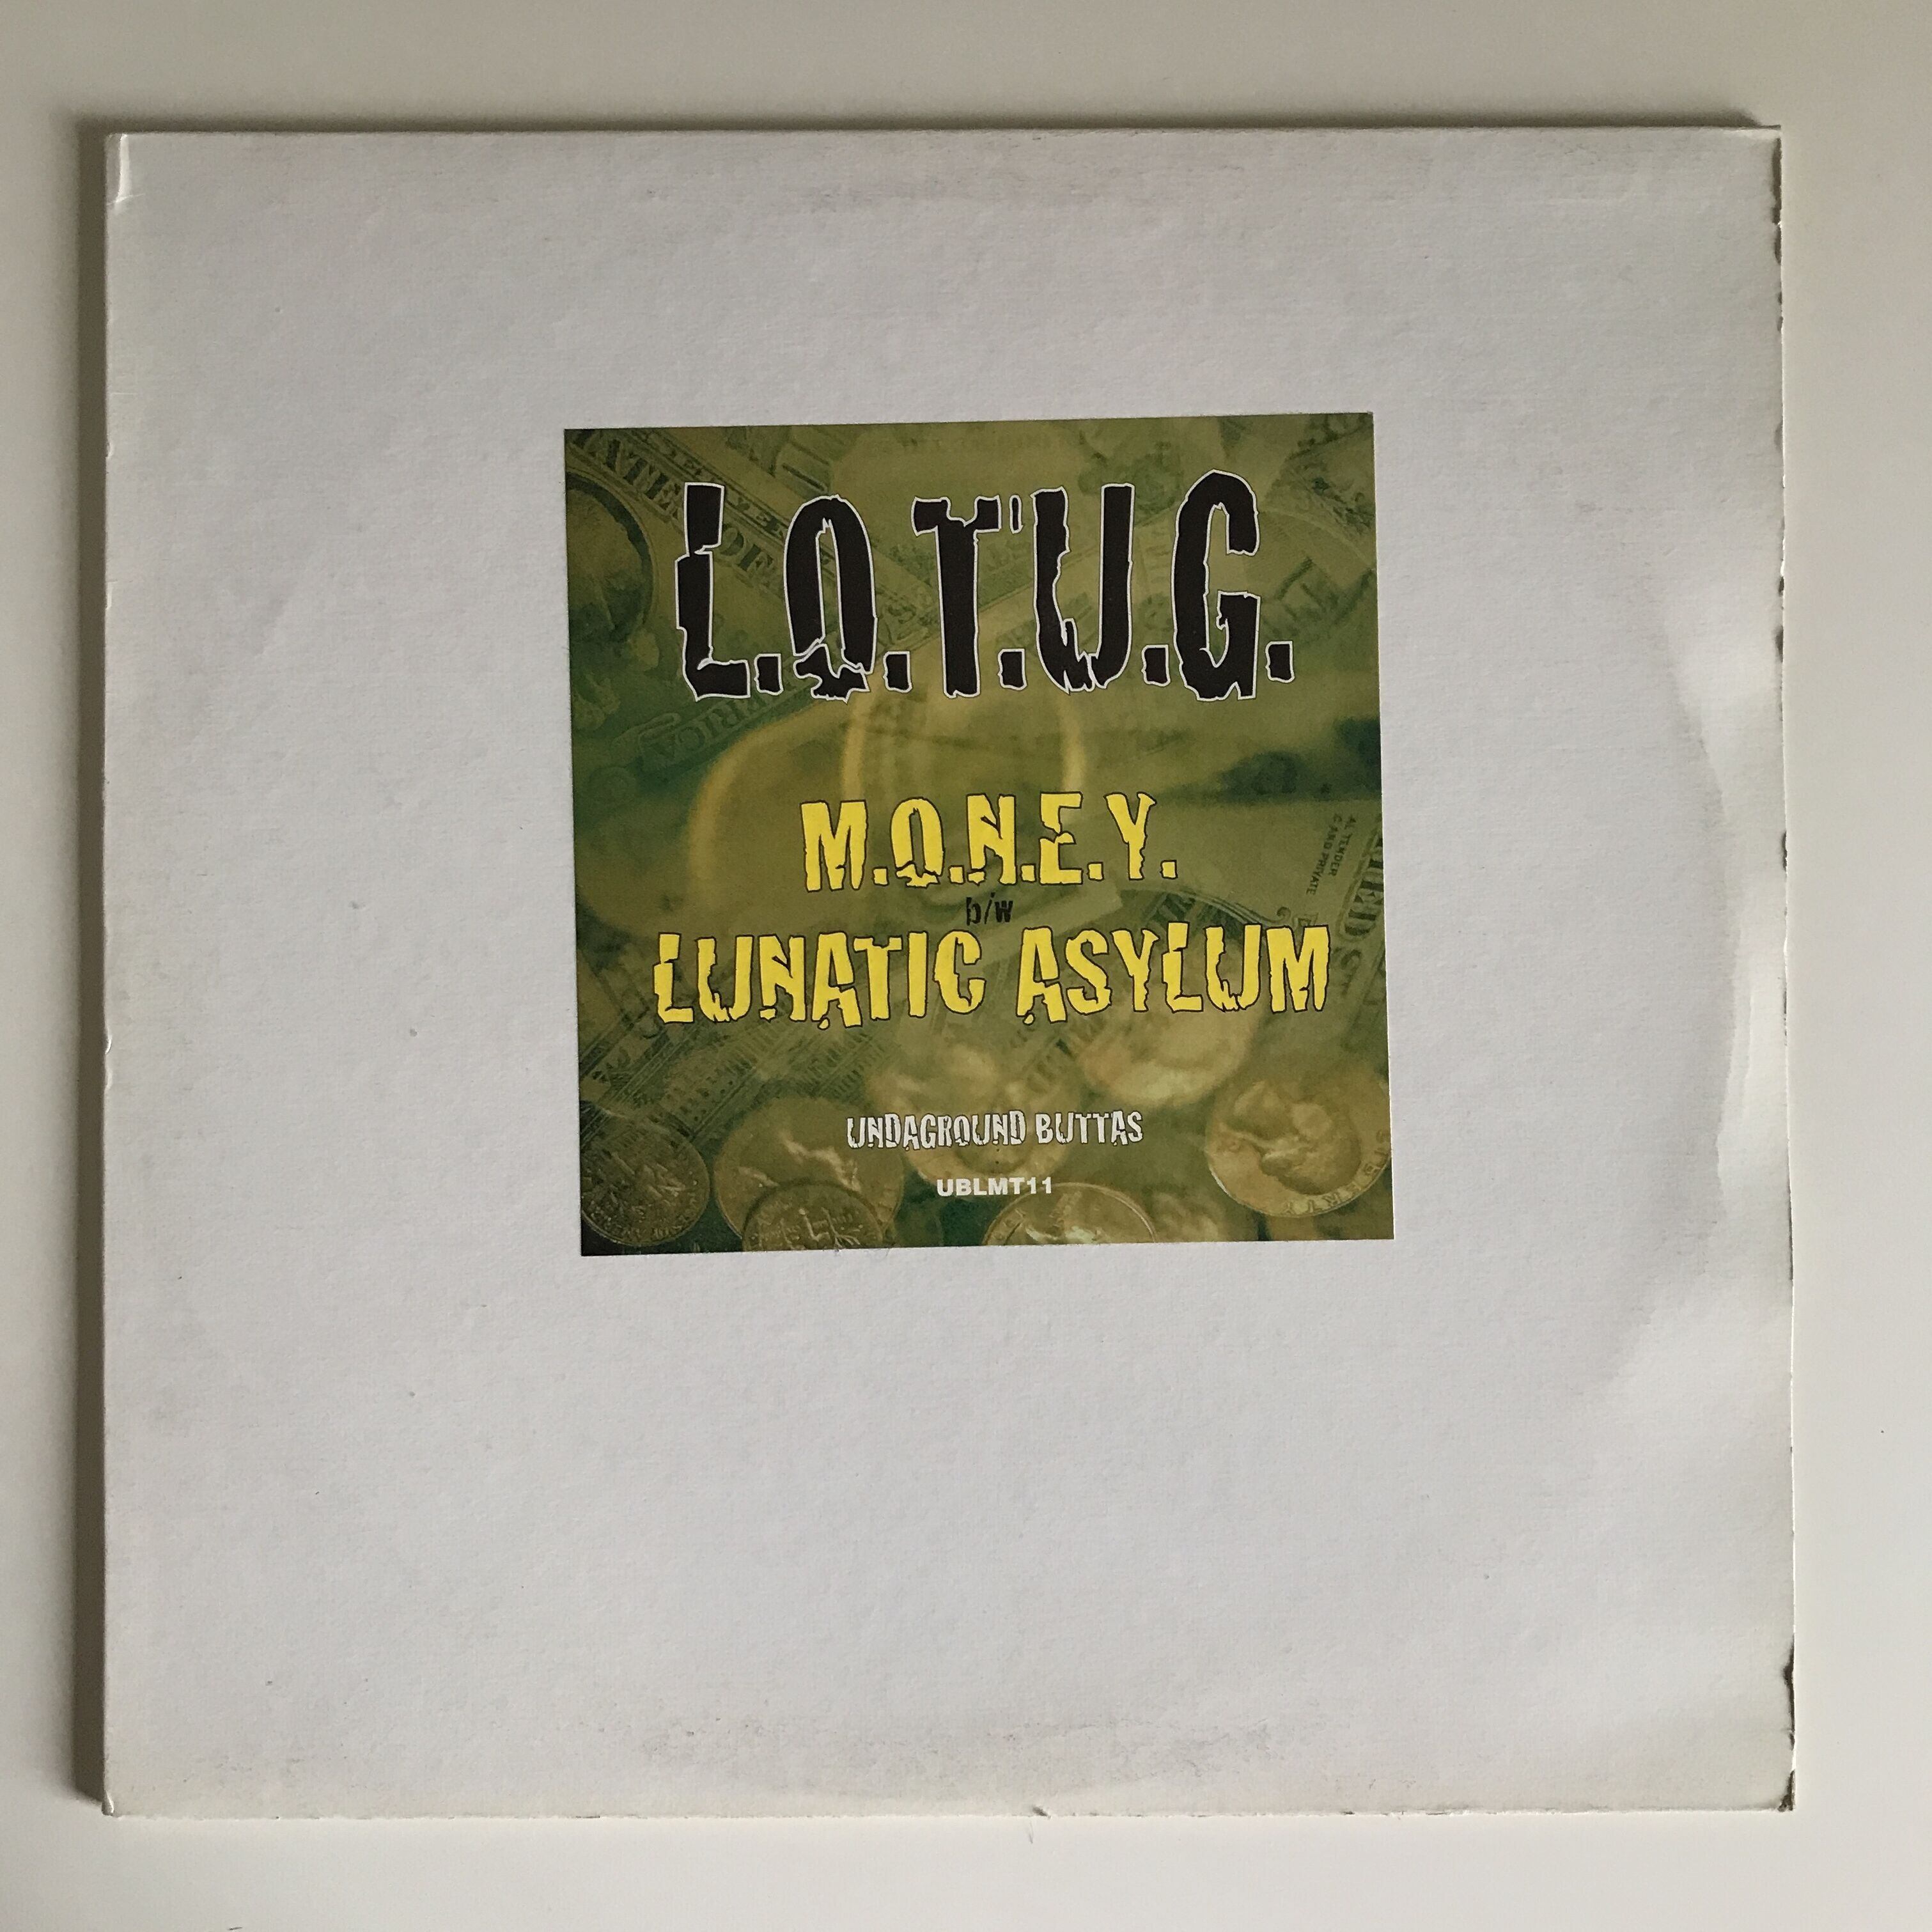 L.O.T.U.G.
M.O.N.E.Y.
b/w
LUNATIC ASYLUM
UNDAGROUND BUTTAS
UBLMT11